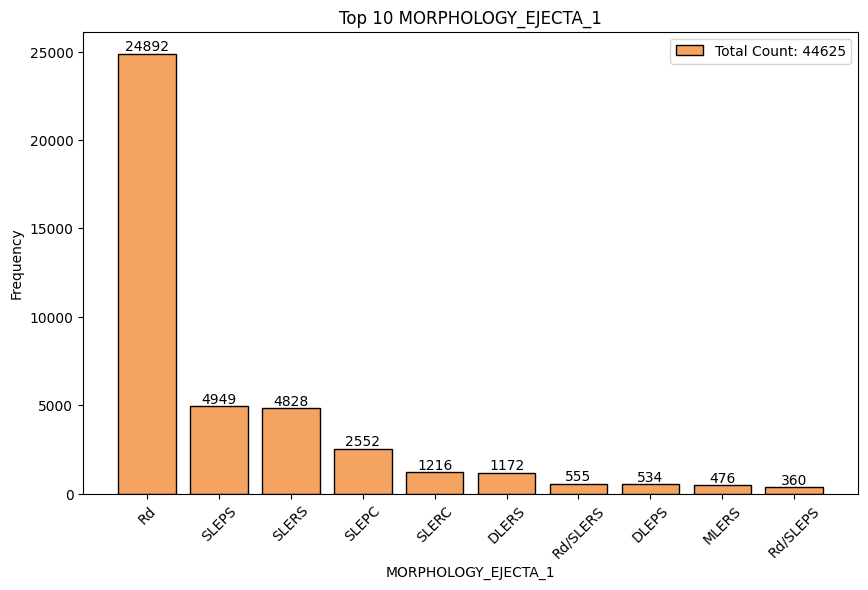 Top 10 MORPHOLOGY_EJECTA_1
Total Count: 44625
Frequency
25000
20000
15000
10000
5000
0
24892
4949
4828
2552
1216
1172
555
534
476
360
Rd
SLEPS
SLERS
SLEPC
SLERC
DLERS
Rd/SLERS
DLEPS
MLERS
Rd/SLEPS
MORPHOLOGY_EJECTA_1